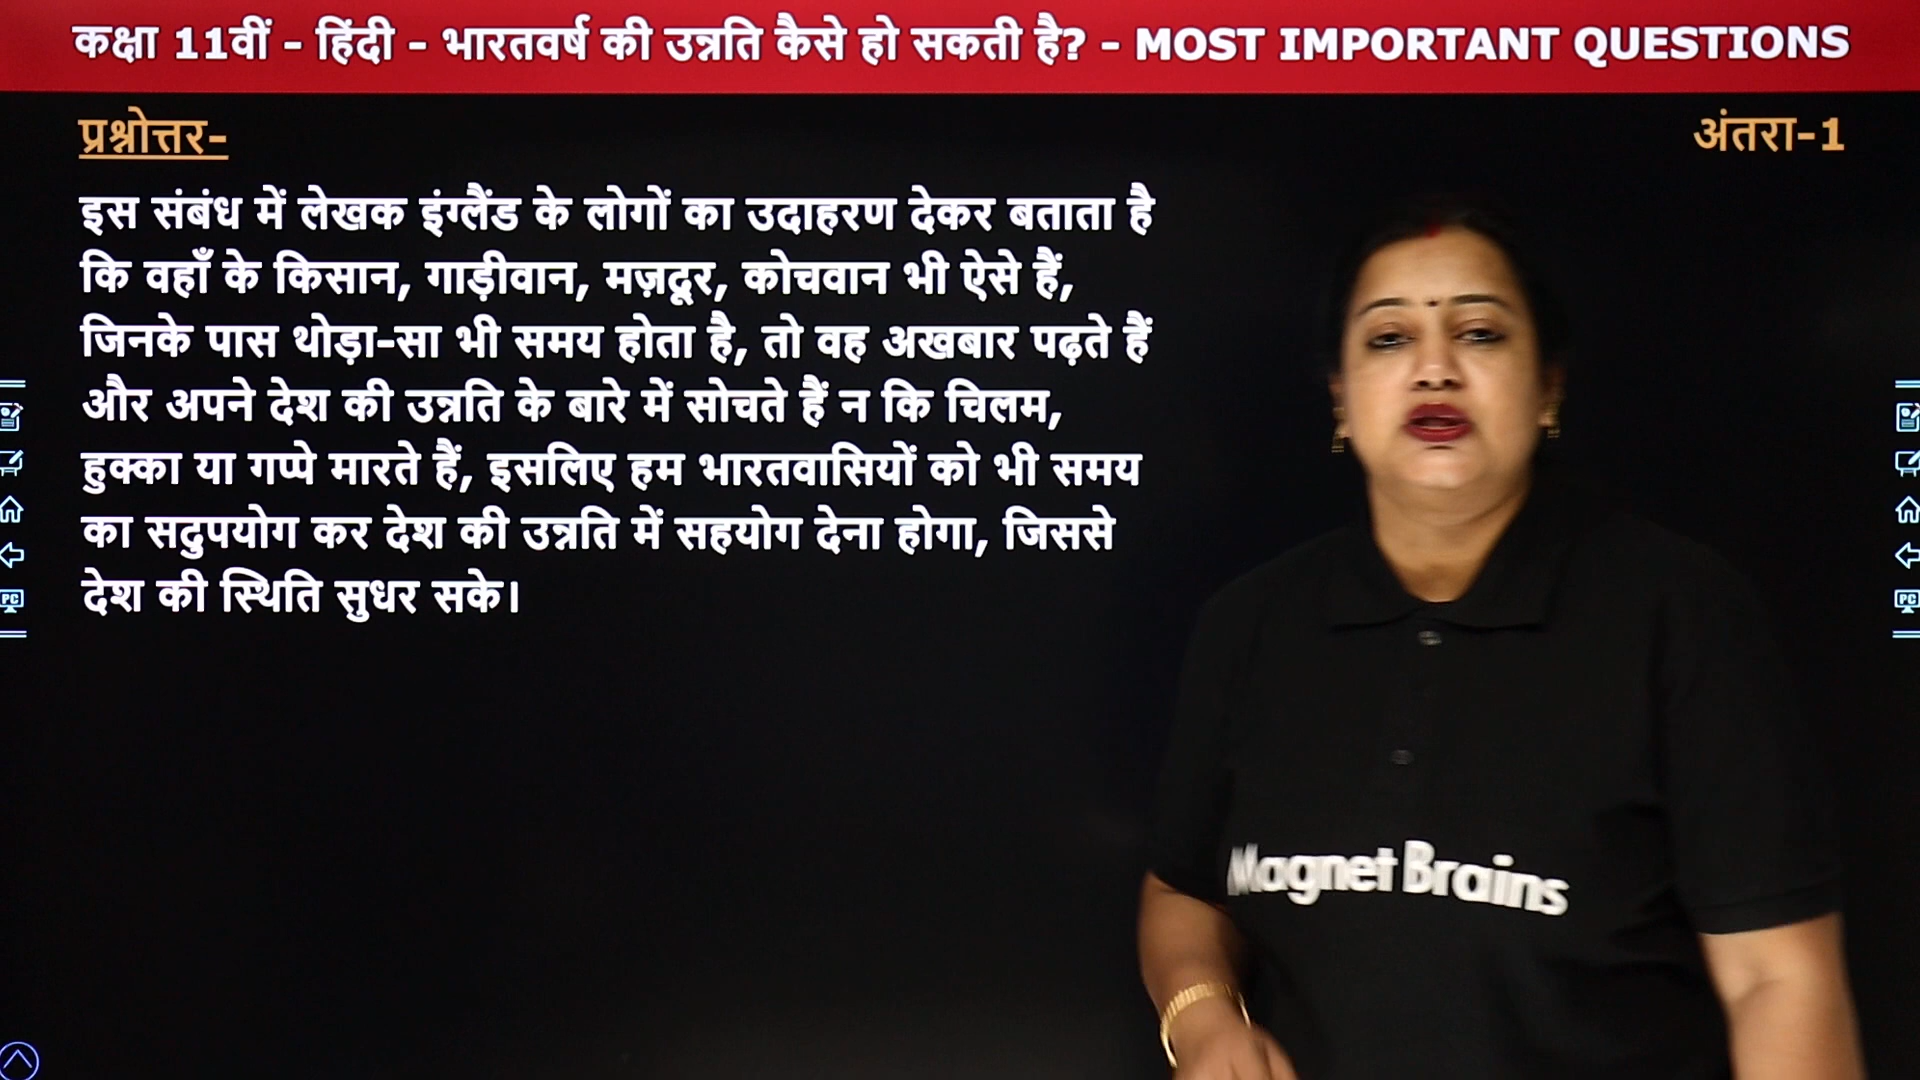 कक्षा 11वीं - हिंदी - भारतवर्ष की उन्नति कैसे हो सकती है? - MOST IMPORTANT QUESTIONS
प्रश्नोत्तर-
अंतरा-1
इस संबंध में लेखक इंग्लैंड के लोगों का उदाहरण देकर बताता है
कि वहाँ के किसान, गाड़ीवान, मज़दूर, कोचवान भी ऐसे हैं,
जिनके पास थोड़ा-सा भी समय होता है, तो वह अखबार पढ़ते हैं
और अपने देश की उन्नति के बारे में सोचते हैं न कि चिलम,
हुक्का या गप्पे मारते हैं, इसलिए हम भारतवासियों को भी समय
का सदुपयोग कर देश की उन्नति में सहयोग देना होगा, जिससे
देश की स्थिति सुधर सके।
PC
PC
Magnet Brains